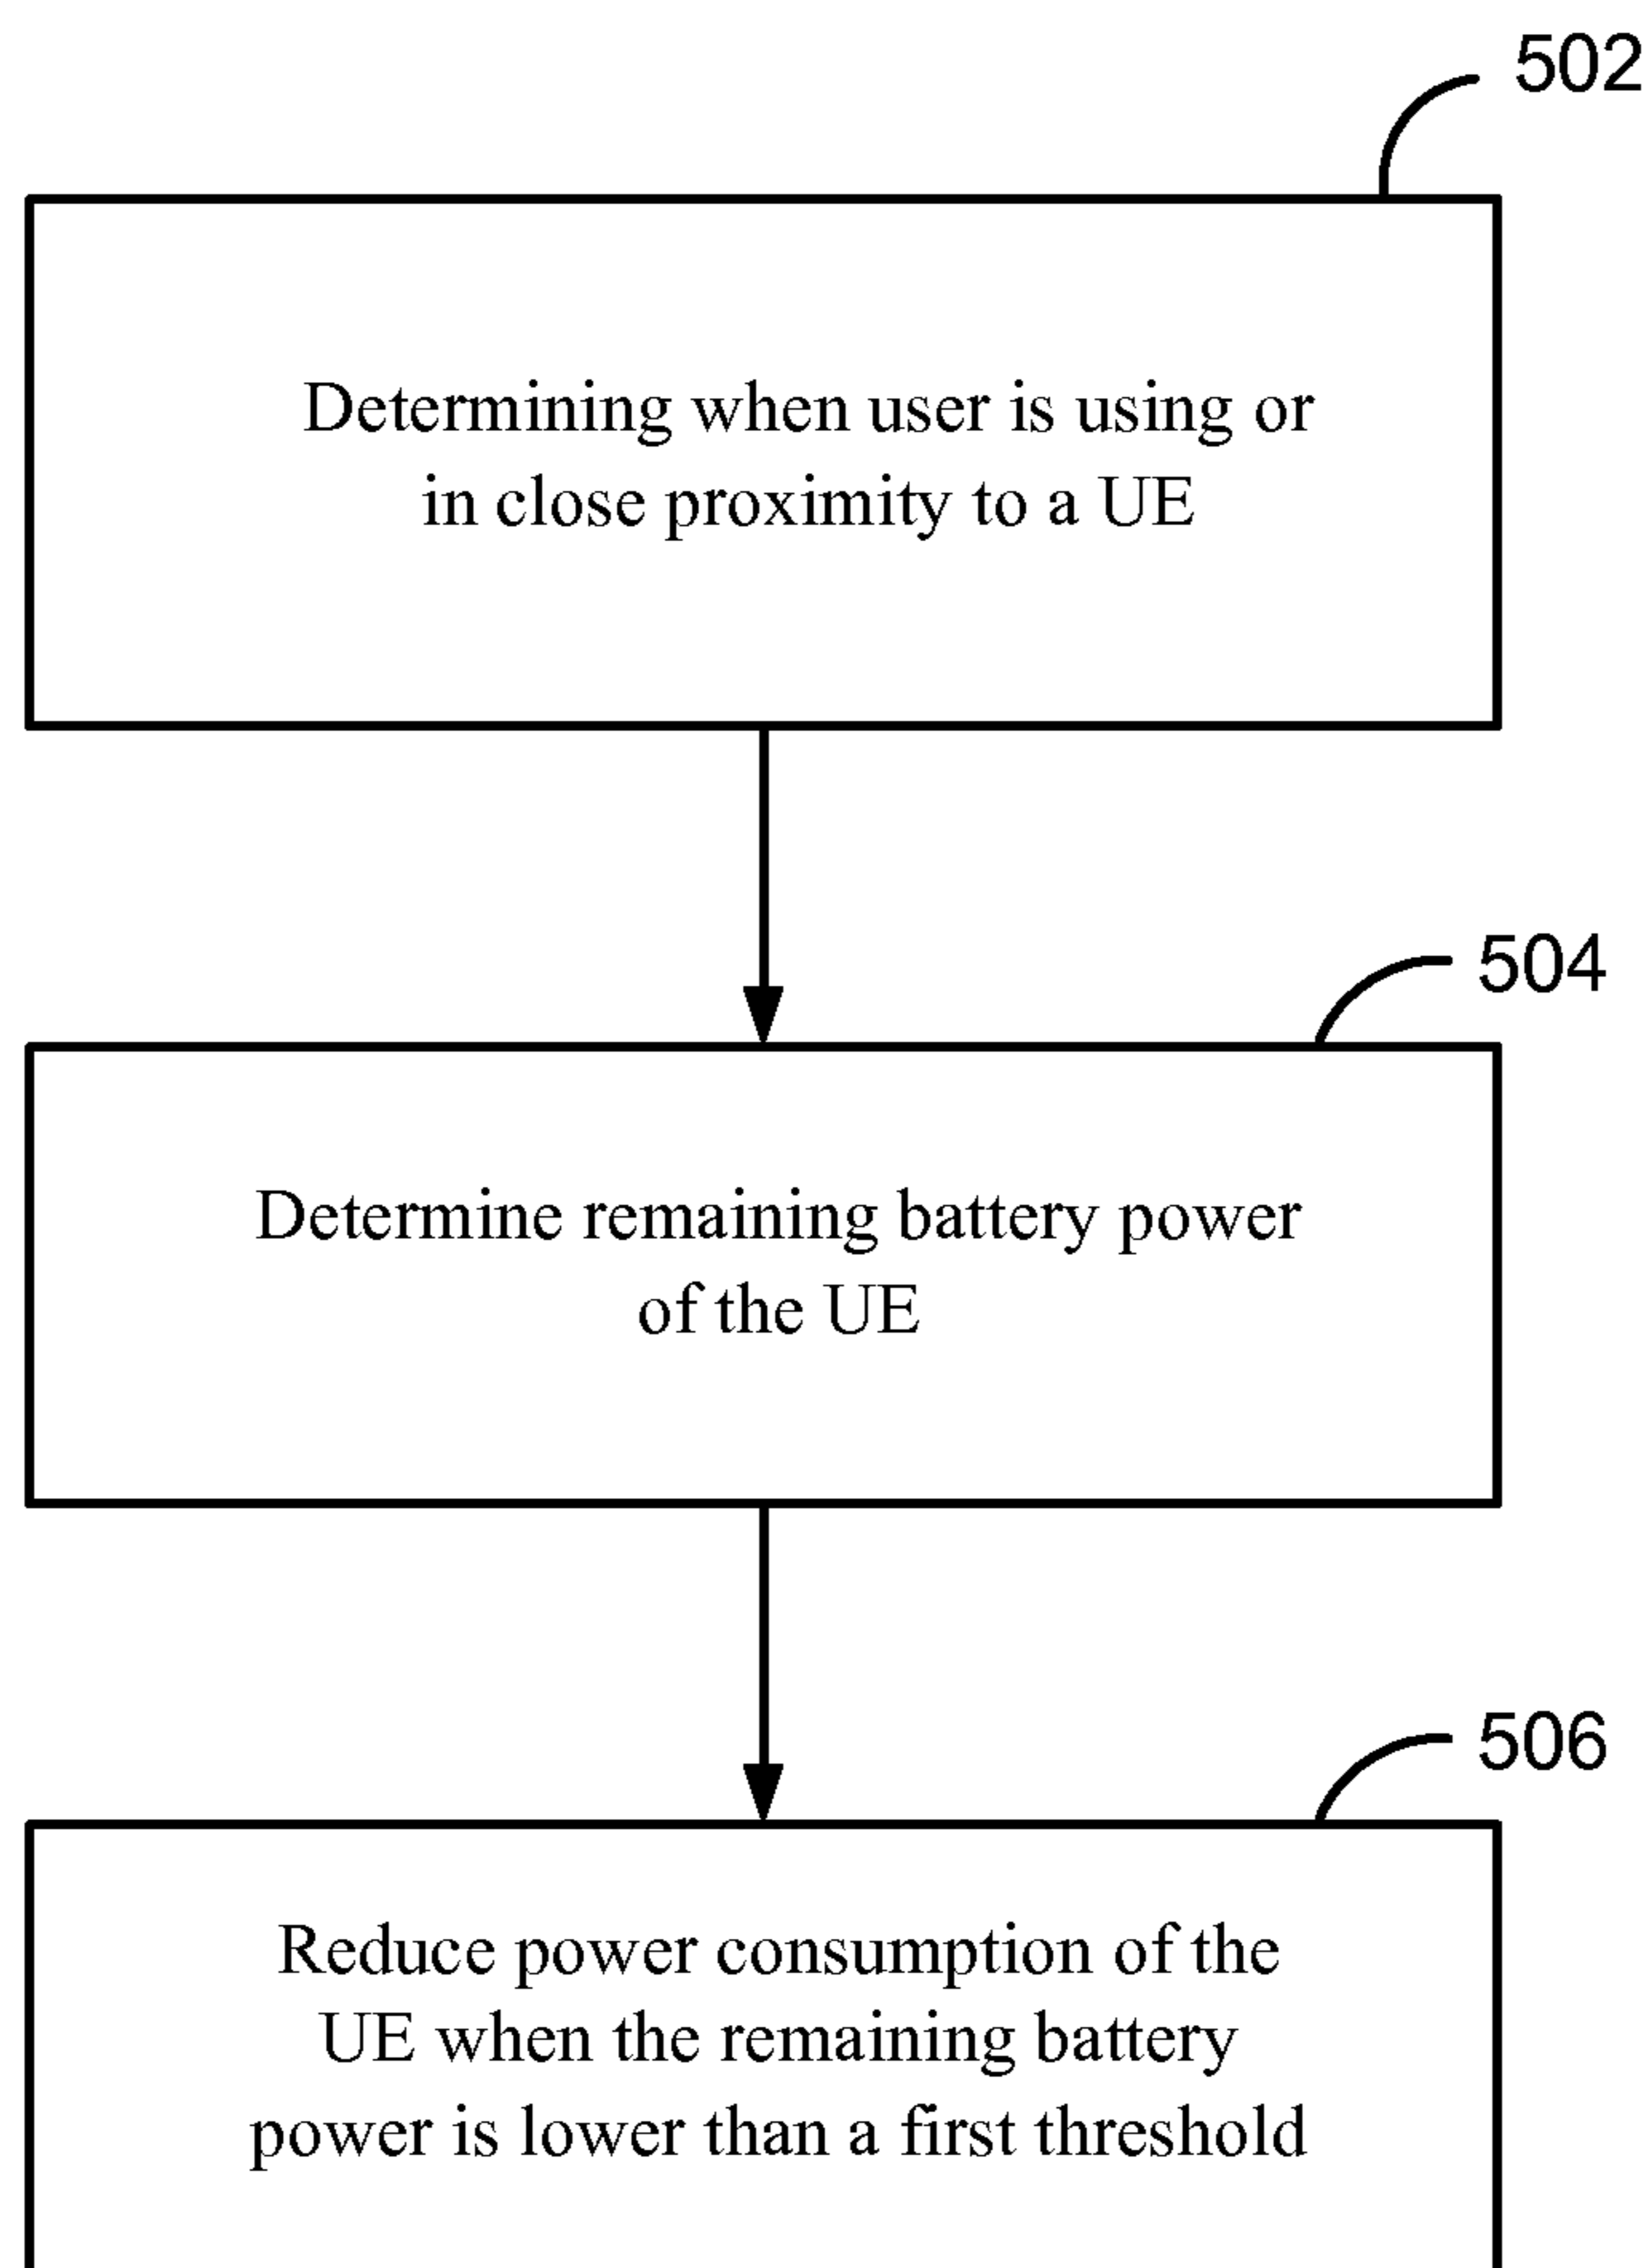 502
Determining when user is using or
in close proximity to a UE
504
Determine remaining battery power
of the UE
506
Reduce power consumption of the
UE when the remaining battery
power is lower than a first threshold